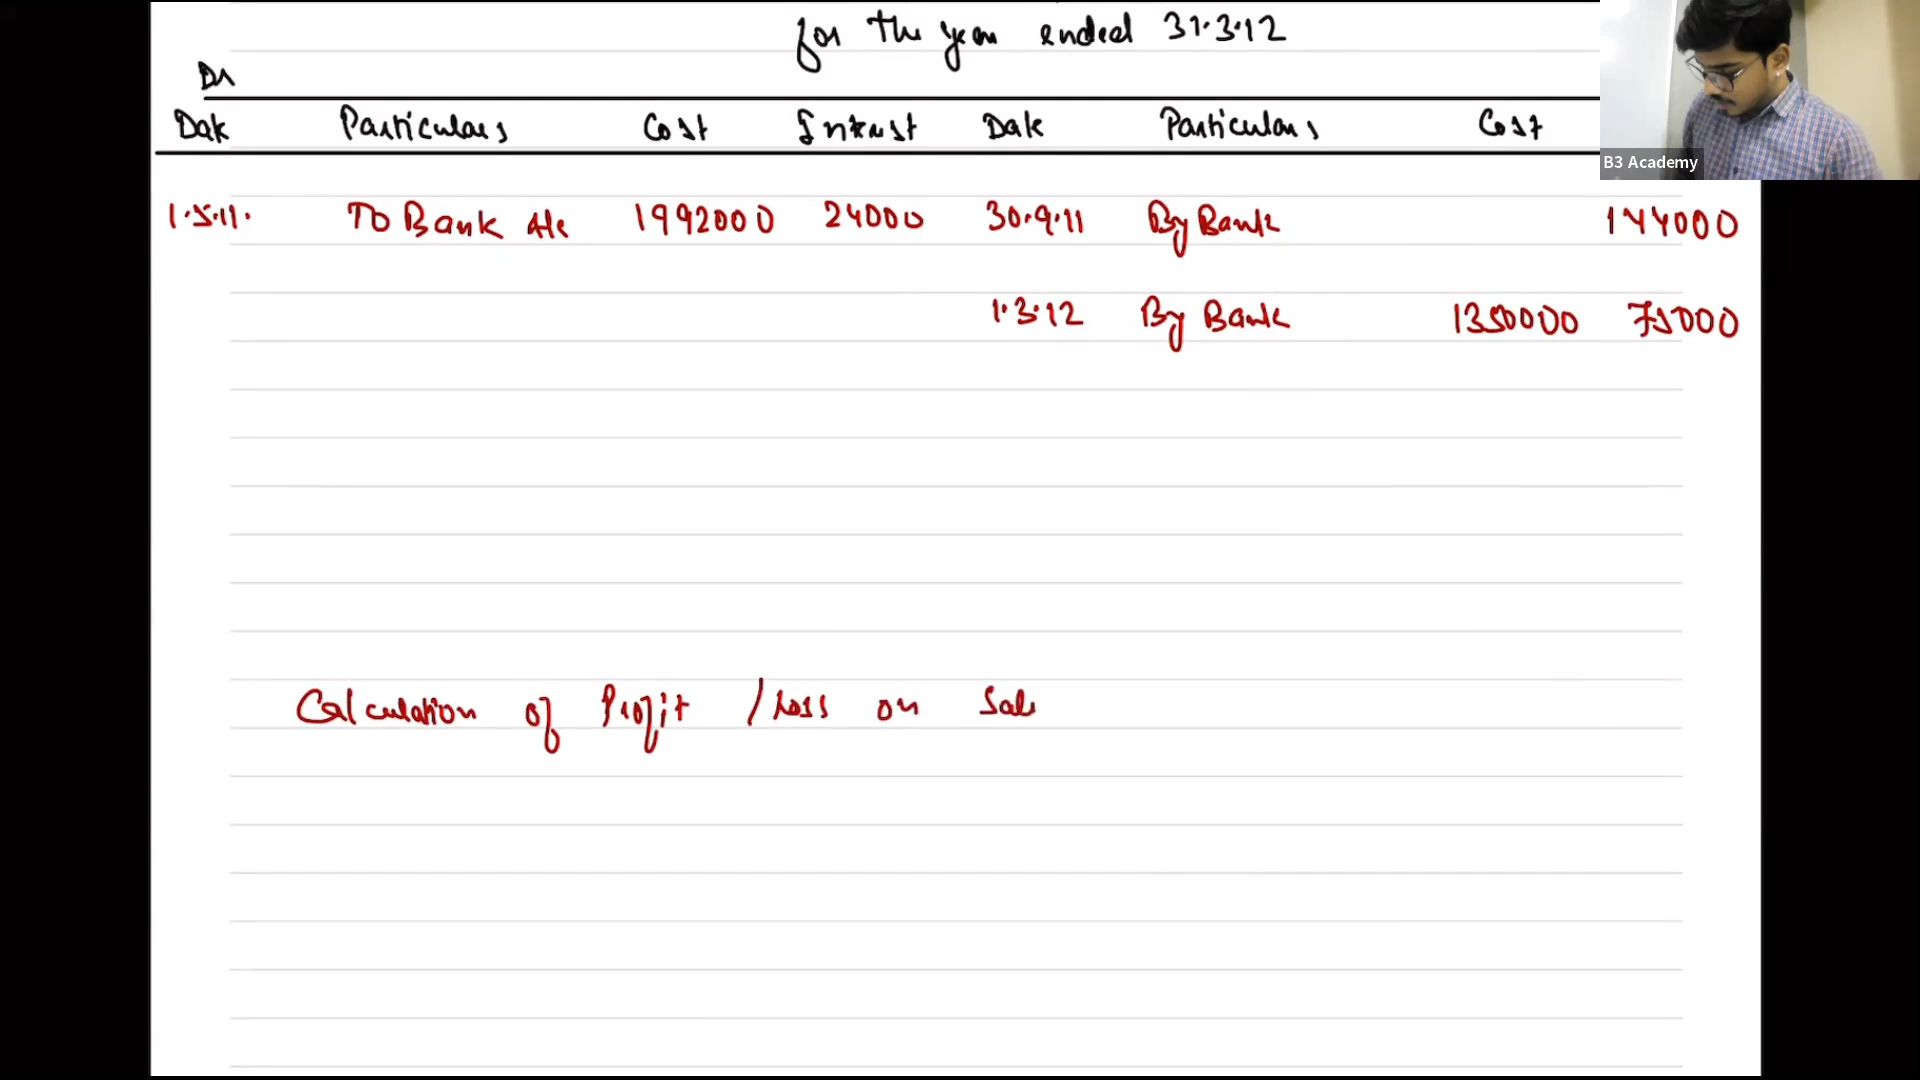 for the year ended 31.3.12
Dr
Date Particulars Cost Interest Date Particulars Cost
B3 Academy
1.5.11. To Bank A/c 1992000 24000 30.9.11 By Bank 144000
1.3.12 By Bank 1350000 75000
Calculation of Profit / Loss on Sale